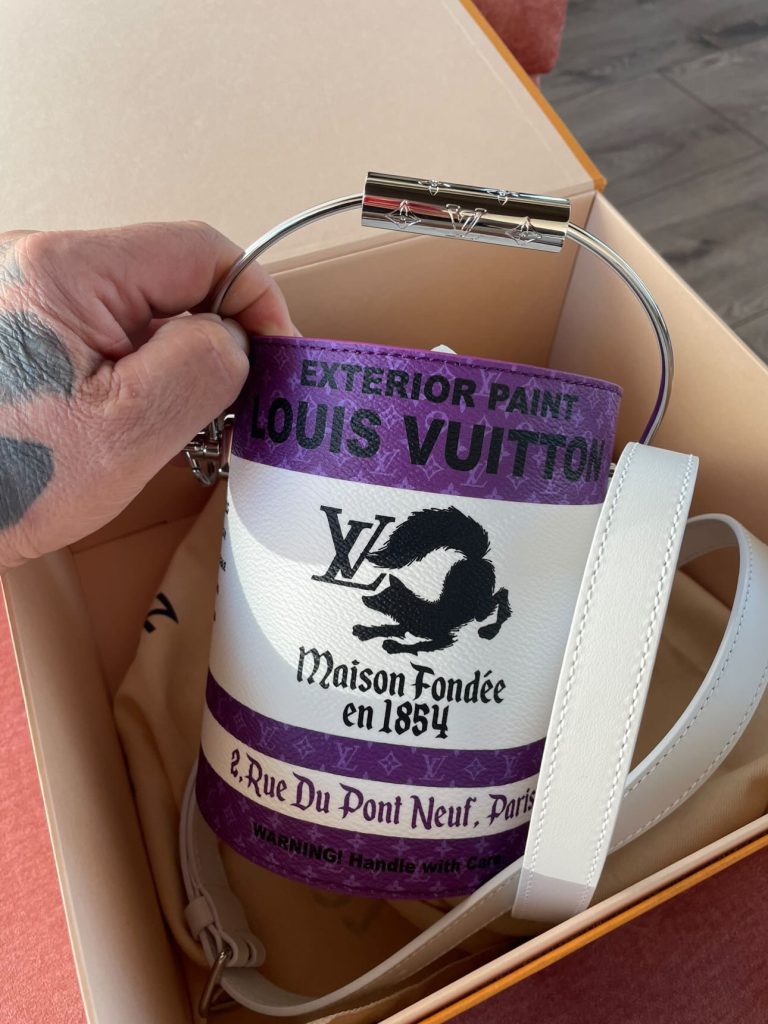 EXTERIOR PAINT
LOUIS VUITTON
LV
Maison Fondée
en 1854
2, Rue Du Pont Neuf, Paris
WARNING! Handle with Care